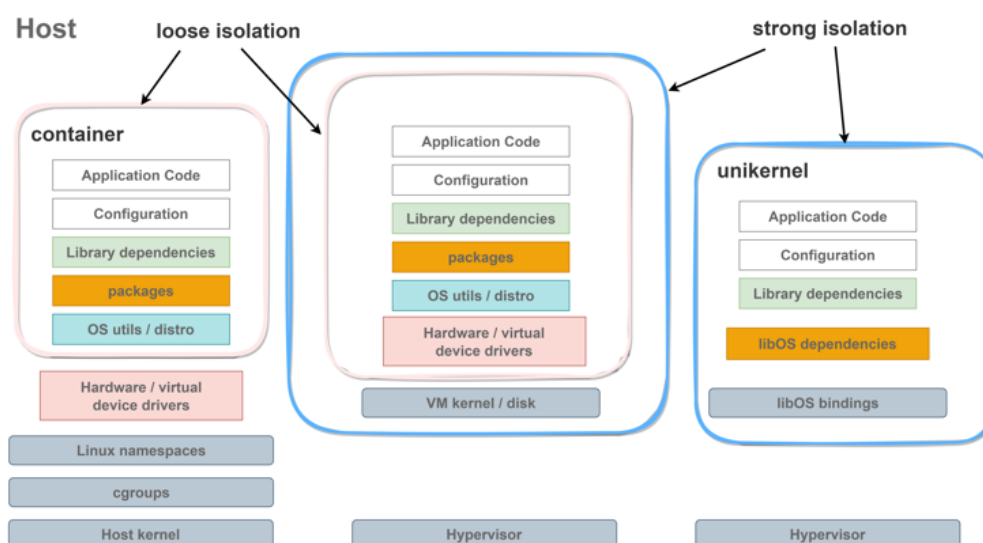 Host
loose isolation
strong isolation
container
Application Code
Configuration
Library dependencies
packages
OS utils / distro
Hardware / virtual
device drivers
Linux namespaces
cgroups
Host kernel
Application Code
Configuration
Library dependencies
packages
OS utils / distro
Hardware / virtual
device drivers
VM kernel / disk
Hypervisor
unikernel
Application Code
Configuration
Library dependencies
libOS dependencies
libOS bindings
Hypervisor